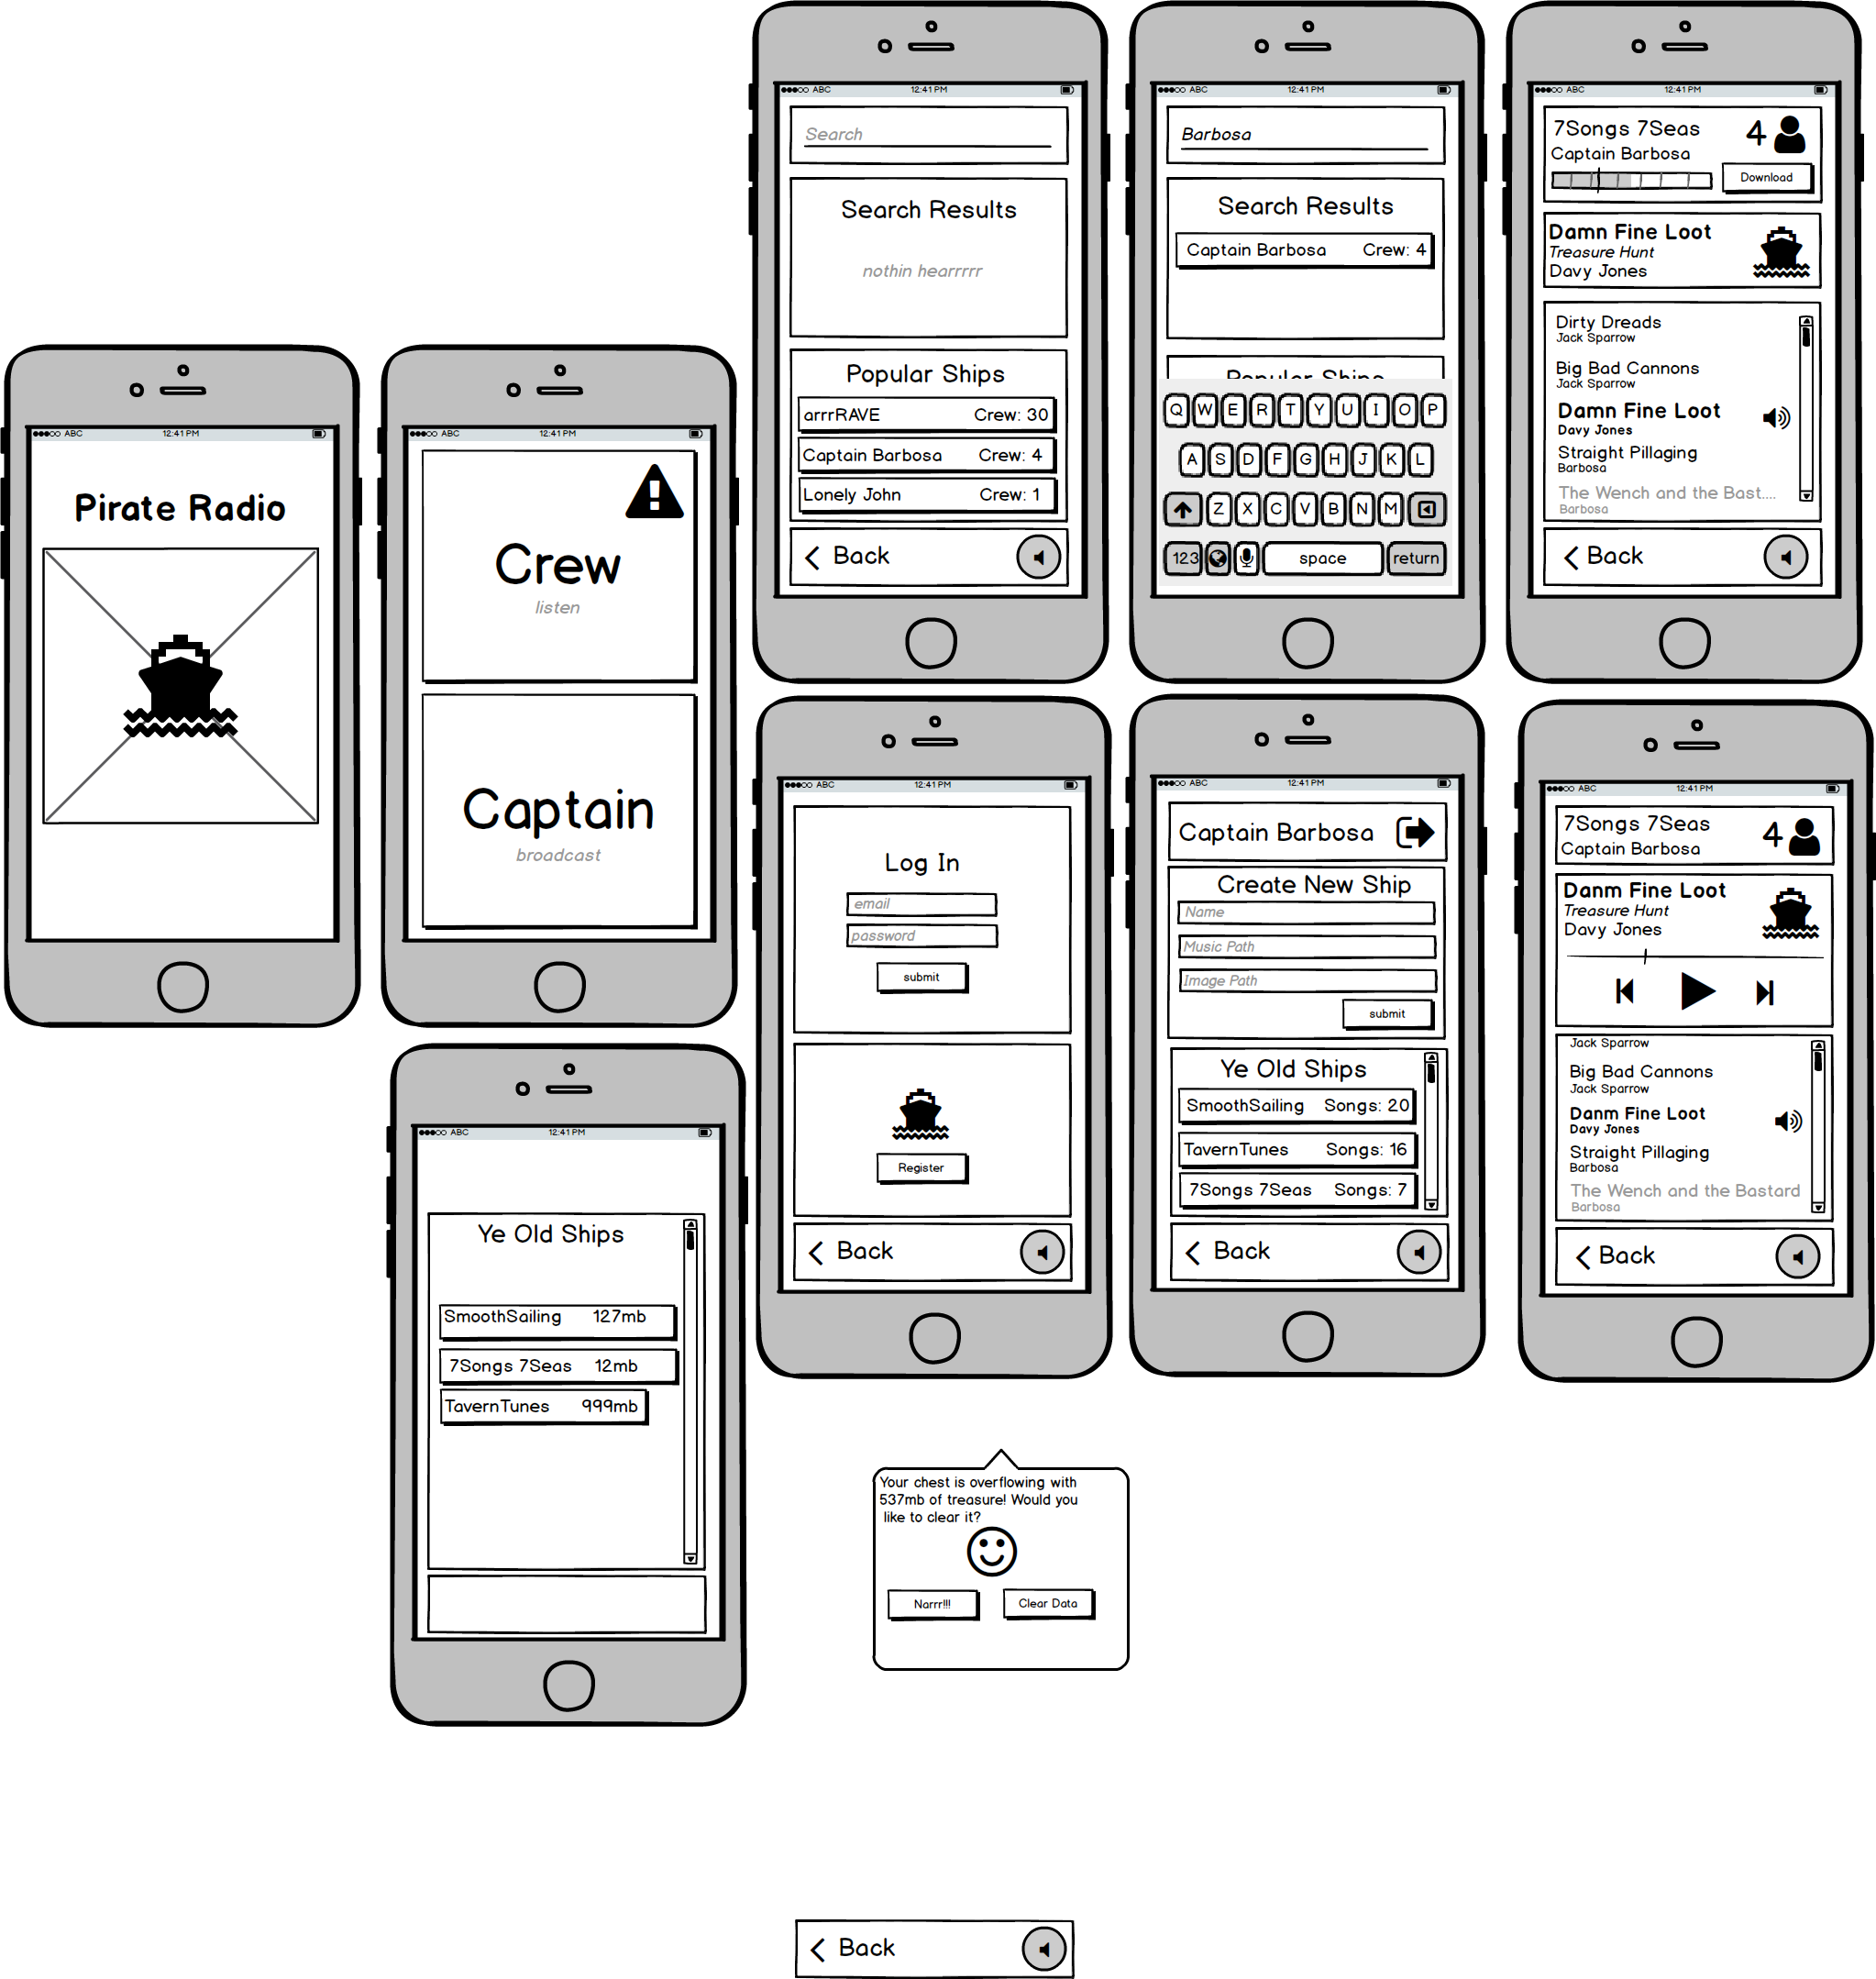 ABC 12:41 PM
Pirate Radio
ABC 12:41 PM
Crew
listen
Captain
broadcast
ABC 12:41 PM
Search
Search Results
nothin hearrrrr
Popular Ships
arrrRAVE Crew: 30
Captain Barbosa Crew: 4
Lonely John Crew: 1
Back
ABC 12:41 PM
Barbosa
Search Results
Captain Barbosa Crew: 4
Popular Ships
Q W E R T Y U I O P
A S D F G H J K L
Z X C V B N M
123 space return
ABC 12:41 PM
7Songs 7Seas 4
Captain Barbosa
Download
Damn Fine Loot
Treasure Hunt
Davy Jones
Dirty Dreads
Jack Sparrow
Big Bad Cannons
Jack Sparrow
Damn Fine Loot
Davy Jones
Straight Pillaging
Barbosa
The Wench and the Bast....
Barbosa
Back
ABC 12:41 PM
Log In
email
password
submit
Register
Back
ABC 12:41 PM
Captain Barbosa
Create New Ship
Name
Music Path
Image Path
submit
Ye Old Ships
SmoothSailing Songs: 20
TavernTunes Songs: 16
7Songs 7Seas Songs: 7
Back
ABC 12:41 PM
7Songs 7Seas 4
Captain Barbosa
Danm Fine Loot
Treasure Hunt
Davy Jones
Jack Sparrow
Big Bad Cannons
Jack Sparrow
Danm Fine Loot
Davy Jones
Straight Pillaging
Barbosa
The Wench and the Bastard
Barbosa
Back
ABC 12:41 PM
Ye Old Ships
SmoothSailing 127mb
7Songs 7Seas 12mb
TavernTunes 999mb
Your chest is overflowing with
537mb of treasure! Would you
like to clear it?
Narrr!!! Clear Data
Back